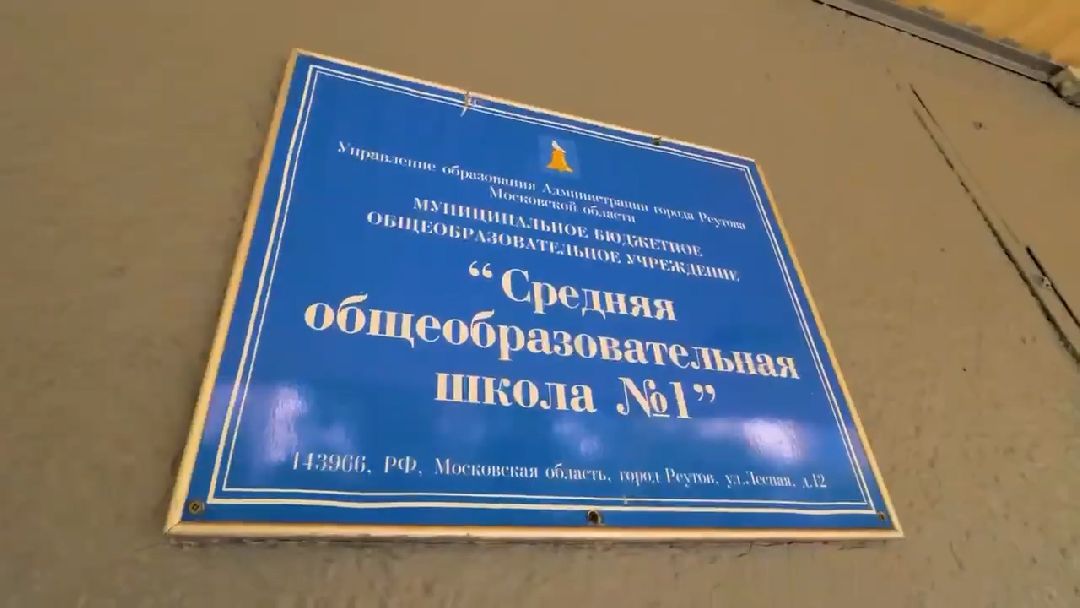 Управление образования Администрации города Реутова
Московской области
МУНИЦИПАЛЬНОЕ БЮДЖЕТНОЕ
ОБЩЕОБРАЗОВАТЕЛЬНОЕ УЧРЕЖДЕНИЕ
“Средняя
общеобразовательная
школа №1”
143966, РФ, Московская область, город Реутов, ул.Лесная, д.12